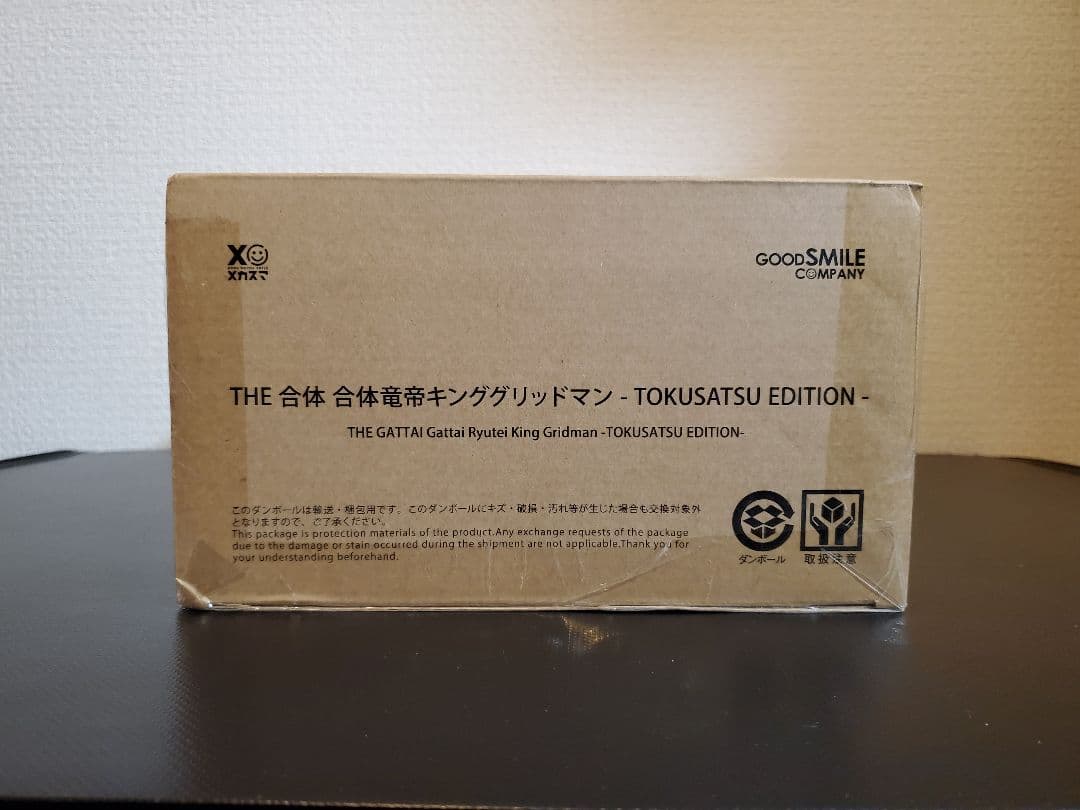 メカスマ
GOODSMILE
COMPANY
THE 合体 合体竜帝キンググリッドマン - TOKUSATSU EDITION -
THE GATTAI Gattai Ryutei King Gridman -TOKUSATSU EDITION-
このダンボールは輸送・梱包用です。このダンボールにキズ・破損・汚れ等が生じた場合も交換対象外
となりますので、ご了承ください。
This package is protection materials of the product.Any exchange requests of the package
due to the damage or stain occurred during the shipment are not applicable.Thank you for
your understanding beforehand.
ダンボール
取扱注意